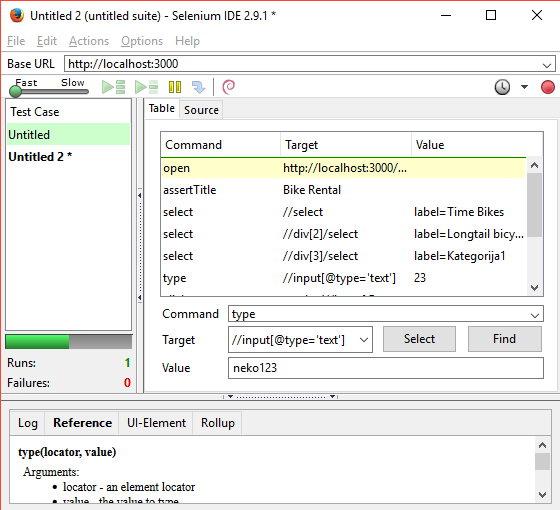 Untitled 2 (untitled suite) - Selenium IDE 2.9.1 *
File Edit Actions Options Help
Base URL http://localhost:3000
Fast Slow
Table Source
Test Case
Untitled
Untitled 2 *
Command Target Value
open http://localhost:3000/...
assertTitle Bike Rental
select //select label=Time Bikes
select //div[2]/select label=Longtail bicy...
select //div[3]/select label=Kategorija1
type //input[@type='text'] 23
Command type
Target //input[@type='text'] Select Find
Value neko123
Runs: 1
Failures: 0
Log Reference UI-Element Rollup
type(locator, value)
Arguments:
• locator - an element locator
• value - the value to type